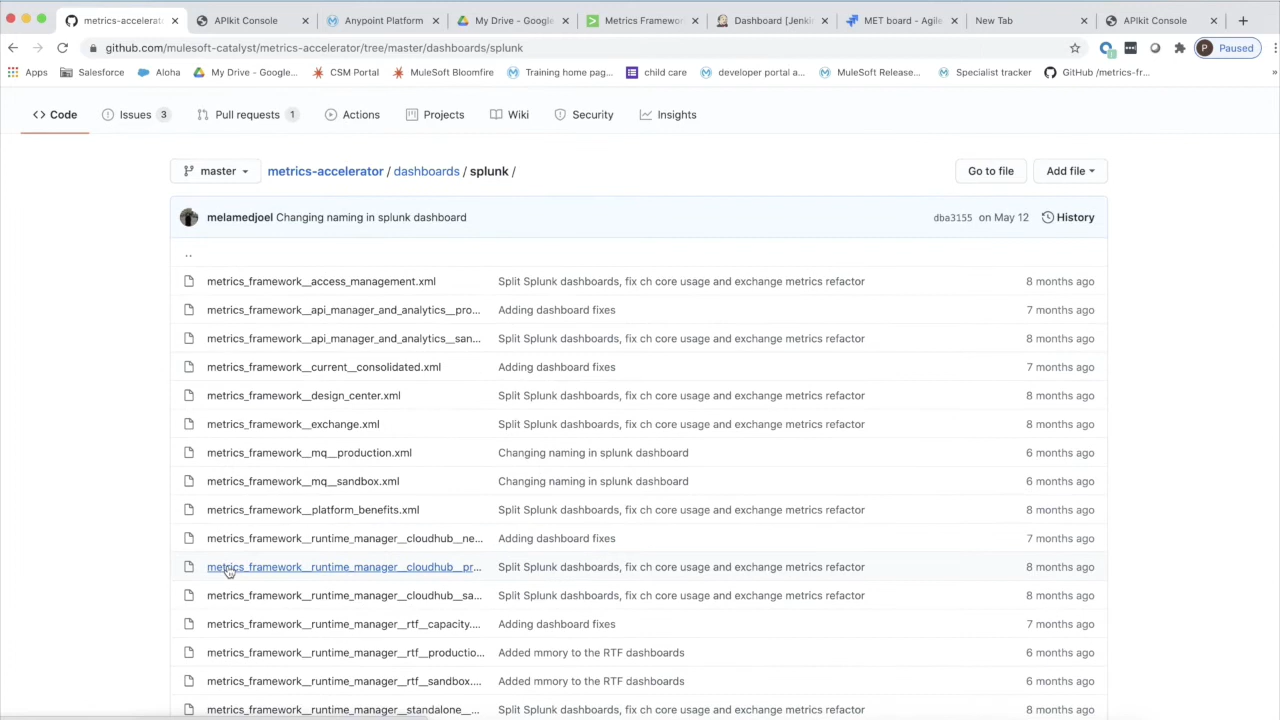 metrics-accelerato
APIkit Console
Anypoint Platform
My Drive - Google
Metrics Framewor
Dashboard [Jenki
MET board - Agile
New Tab
APIkit Console
github.com/mulesoft-catalyst/metrics-accelerator/tree/master/dashboards/splunk
P Paused
Apps
Salesforce
Aloha
My Drive - Google...
CSM Portal
MuleSoft Bloomfire
Training home pag...
child care
developer portal a...
MuleSoft Release...
Specialist tracker
GitHub /metrics-fr...
»
<> Code
Issues 3
Pull requests 1
Actions
Projects
Wiki
Security
Insights
master
metrics-accelerator / dashboards / splunk /
Go to file
Add file
melamedjoel Changing naming in splunk dashboard
dba3155 on May 12
History
..
metrics_framework__access_management.xml Split Splunk dashboards, fix ch core usage and exchange metrics refactor 8 months ago
metrics_framework__api_manager_and_analytics__pro... Adding dashboard fixes 7 months ago
metrics_framework__api_manager_and_analytics__san... Split Splunk dashboards, fix ch core usage and exchange metrics refactor 8 months ago
metrics_framework__current__consolidated.xml Adding dashboard fixes 7 months ago
metrics_framework__design_center.xml Split Splunk dashboards, fix ch core usage and exchange metrics refactor 8 months ago
metrics_framework__exchange.xml Split Splunk dashboards, fix ch core usage and exchange metrics refactor 8 months ago
metrics_framework__mq__production.xml Changing naming in splunk dashboard 6 months ago
metrics_framework__mq__sandbox.xml Changing naming in splunk dashboard 6 months ago
metrics_framework__platform_benefits.xml Split Splunk dashboards, fix ch core usage and exchange metrics refactor 8 months ago
metrics_framework__runtime_manager__cloudhub__ne... Adding dashboard fixes 7 months ago
metrics_framework__runtime_manager__cloudhub__pr... Split Splunk dashboards, fix ch core usage and exchange metrics refactor 8 months ago
metrics_framework__runtime_manager__cloudhub__sa... Split Splunk dashboards, fix ch core usage and exchange metrics refactor 8 months ago
metrics_framework__runtime_manager__rtf__capacity.... Adding dashboard fixes 7 months ago
metrics_framework__runtime_manager__rtf__productio... Added mmory to the RTF dashboards 6 months ago
metrics_framework__runtime_manager__rtf__sandbox.... Added mmory to the RTF dashboards 6 months ago
metrics_framework__runtime_manager__standalone__... Split Splunk dashboards, fix ch core usage and exchange metrics refactor 8 months ago